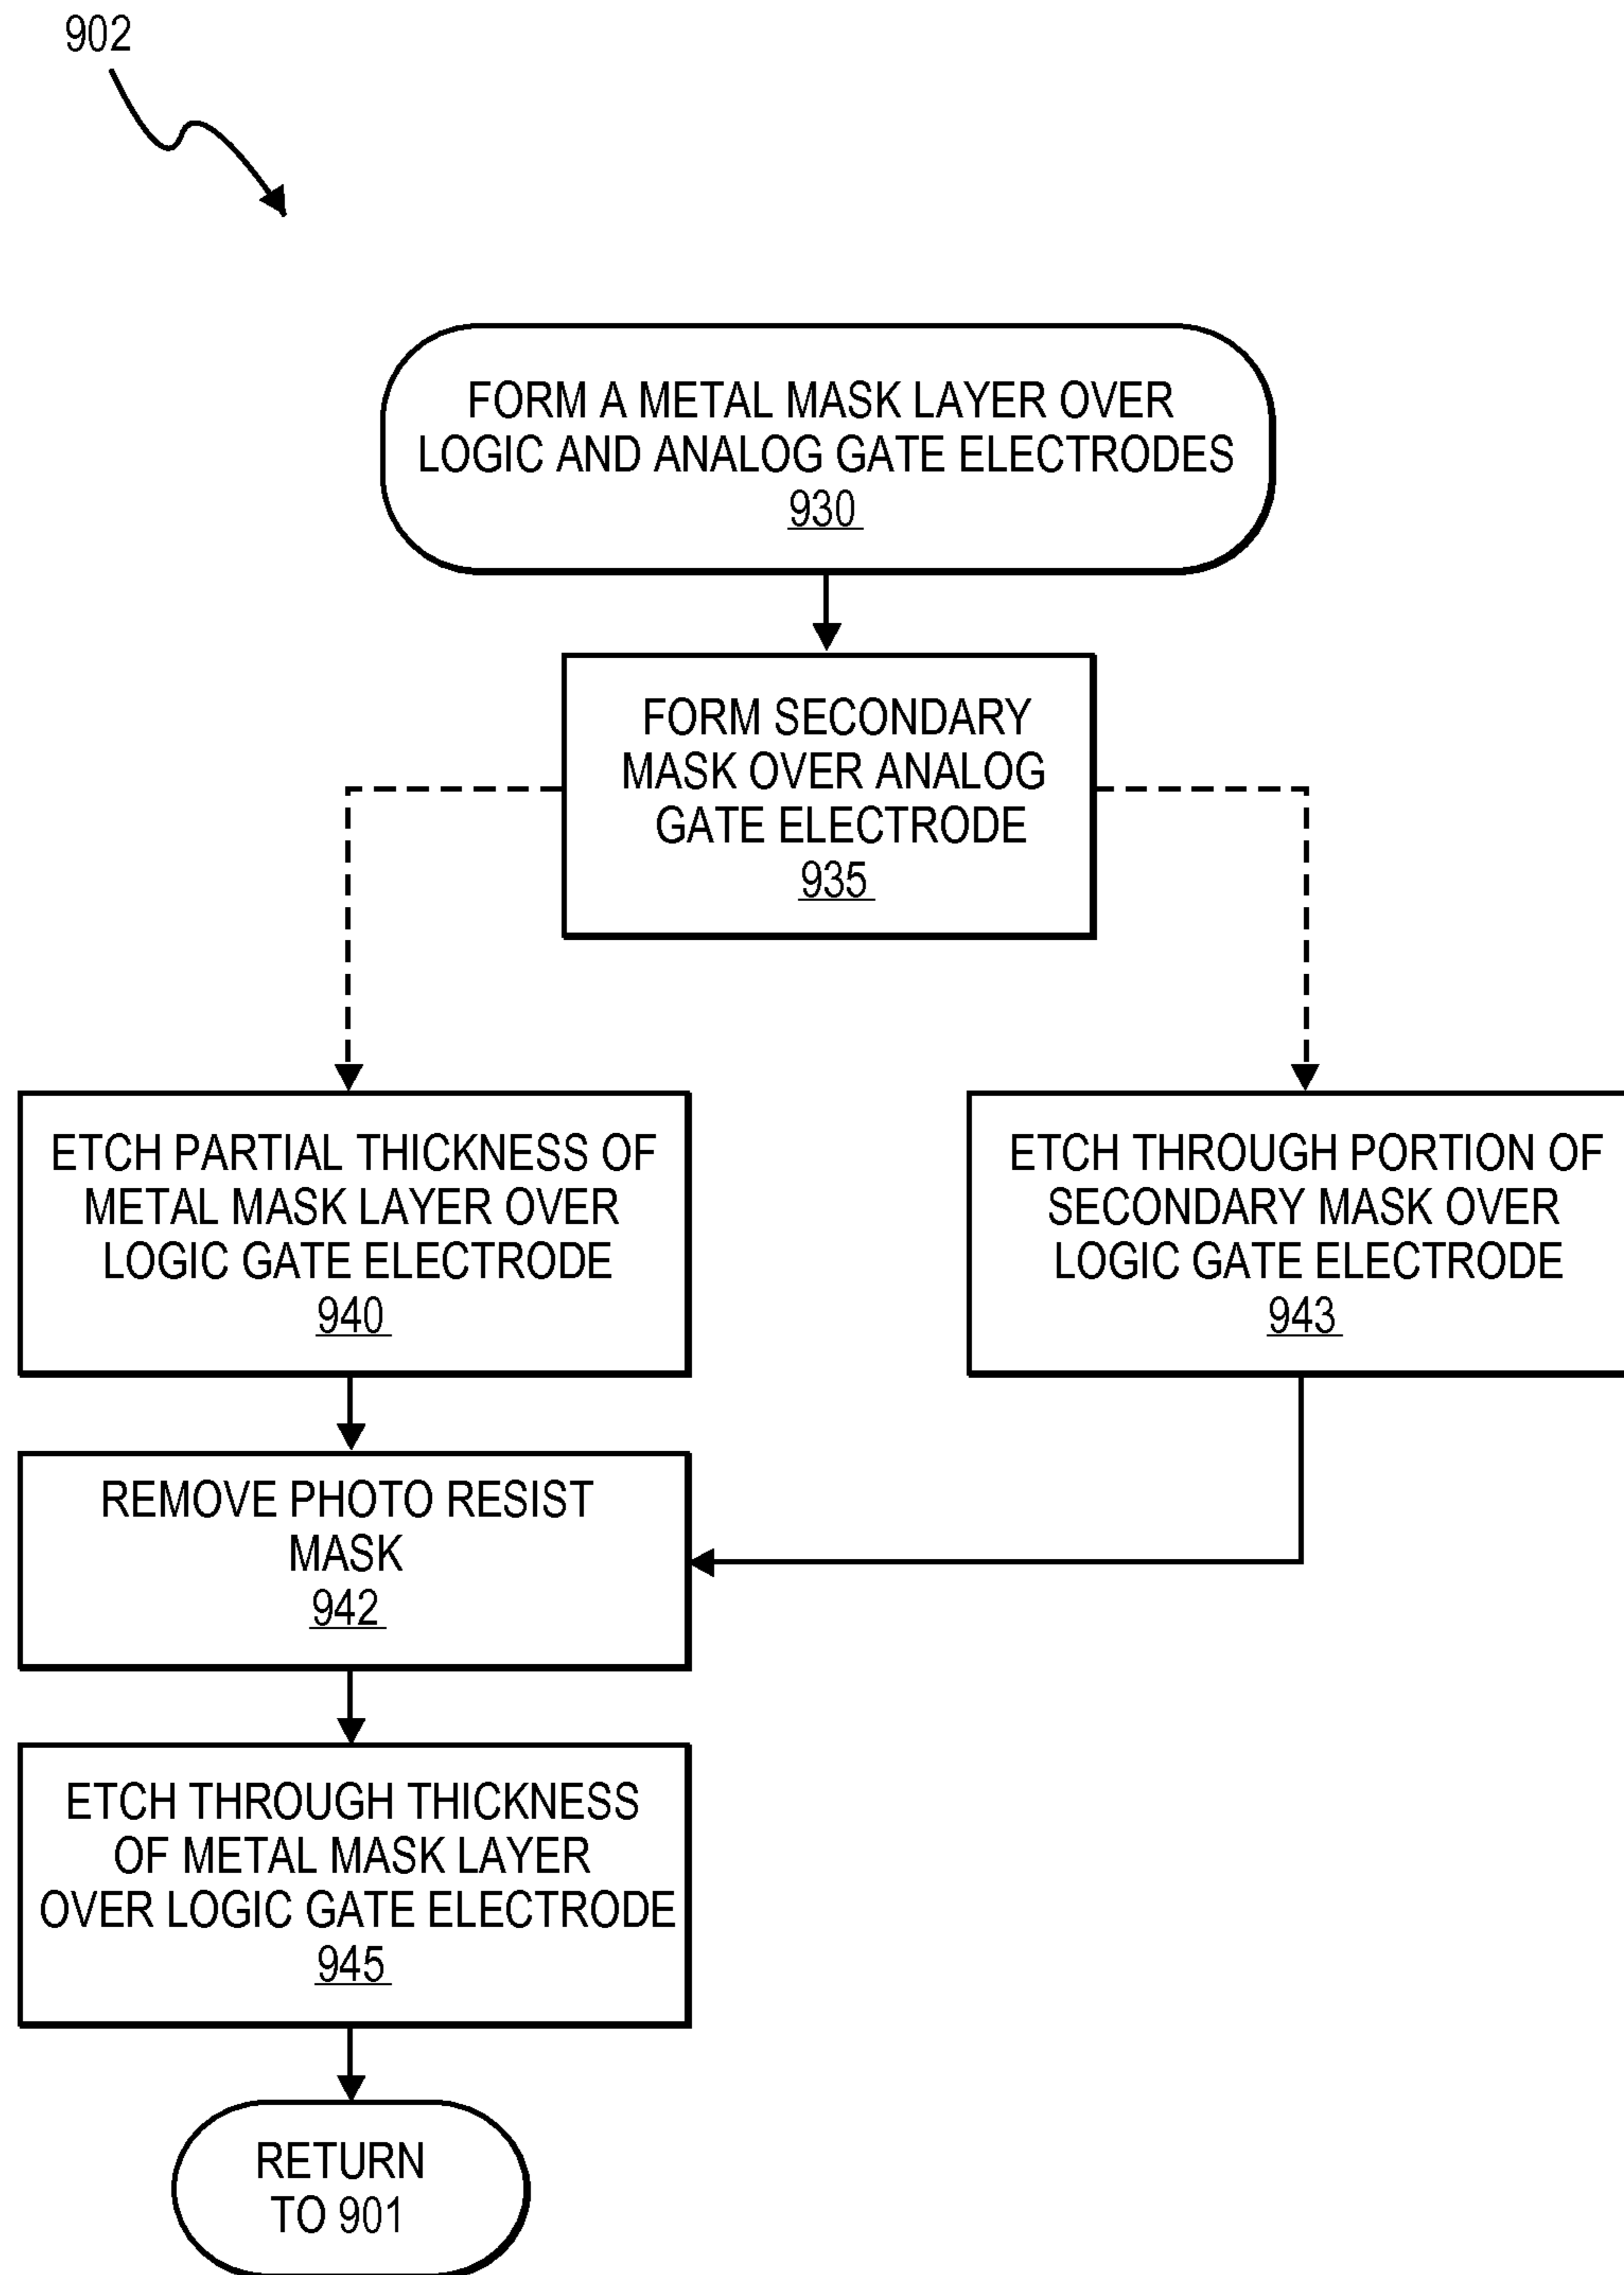 902
FORM A METAL MASK LAYER OVER
LOGIC AND ANALOG GATE ELECTRODES
930
FORM SECONDARY
MASK OVER ANALOG
GATE ELECTRODE
935
ETCH PARTIAL THICKNESS OF
METAL MASK LAYER OVER
LOGIC GATE ELECTRODE
940
ETCH THROUGH PORTION OF
SECONDARY MASK OVER
LOGIC GATE ELECTRODE
943
REMOVE PHOTO RESIST
MASK
942
ETCH THROUGH THICKNESS
OF METAL MASK LAYER
OVER LOGIC GATE ELECTRODE
945
RETURN
TO 901